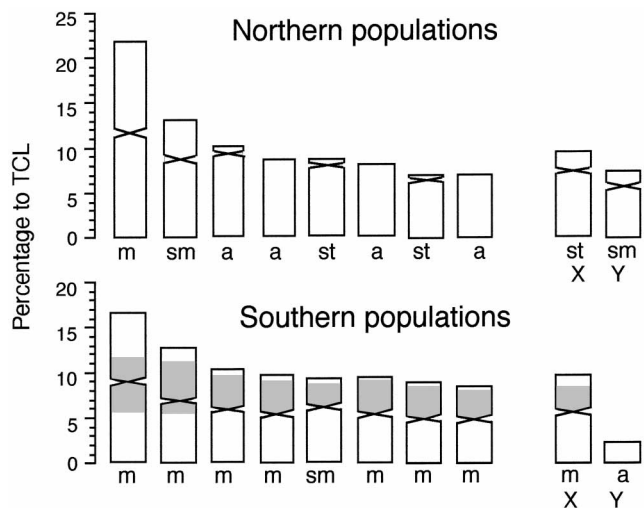 Northern populations
Percentage to TCL
25
20
15
10
5
0
m sm a a st a st a st sm
X Y
Southern populations
20
15
10
5
0
m m m m sm m m m m a
X Y